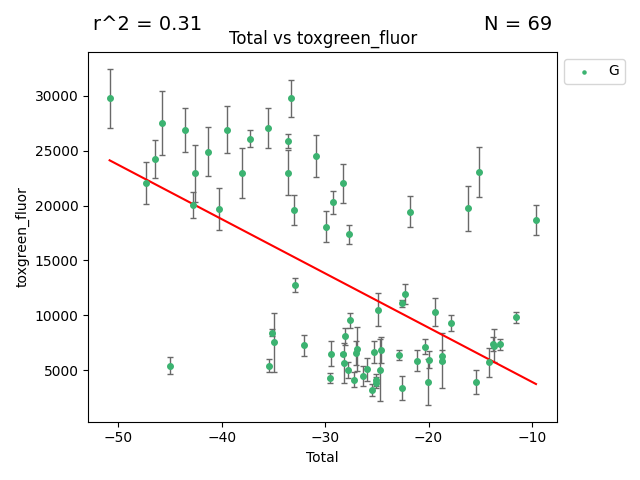 r^2 = 0.31
N = 69
Total vs toxgreen_fluor
G
30000
25000
20000
15000
10000
5000
toxgreen_fluor
−50
−40
−30
−20
−10
Total